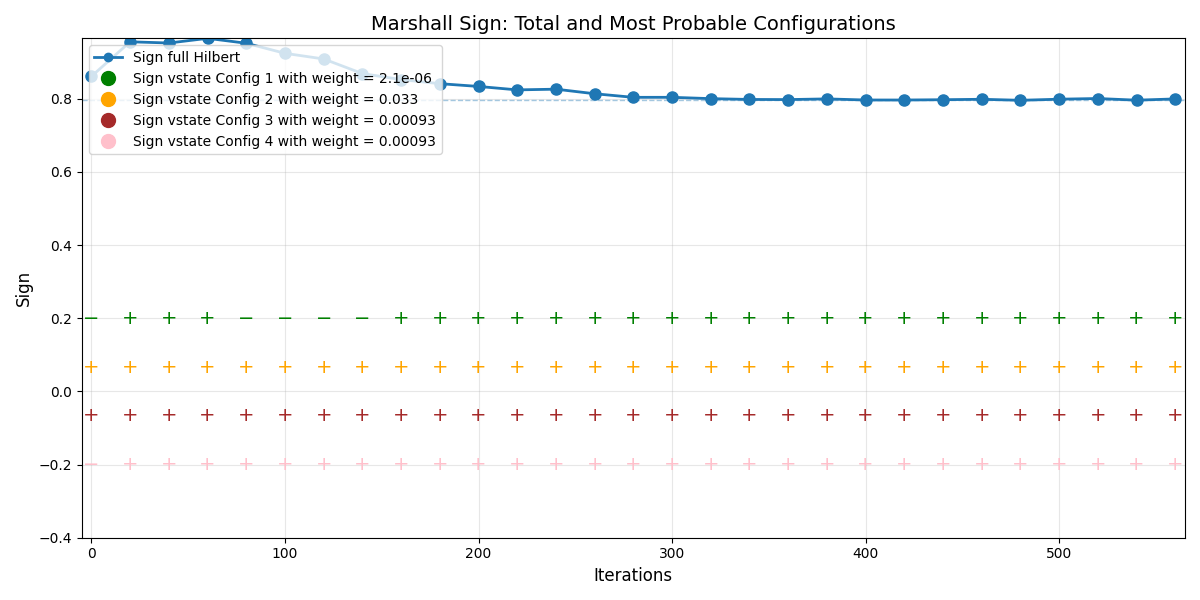 Marshall Sign: Total and Most Probable Configurations
Sign full Hilbert
Sign vstate Config 1 with weight = 2.1e-06
Sign vstate Config 2 with weight = 0.033
Sign vstate Config 3 with weight = 0.00093
Sign vstate Config 4 with weight = 0.00093
Sign
0.8
0.6
0.4
0.2
0.0
−0.2
−0.4
0 100 200 300 400 500
Iterations